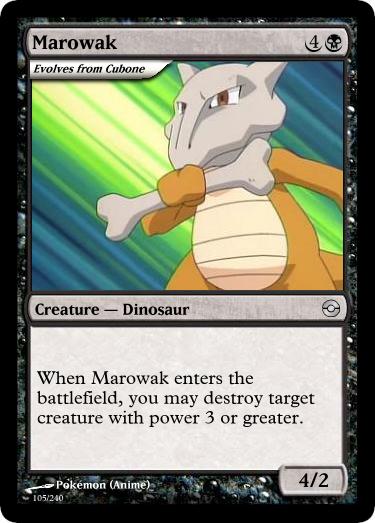 Marowak 4
Evolves from Cubone
Creature — Dinosaur
When Marowak enters the
battlefield, you may destroy target
creature with power 3 or greater.
4/2
Pokémon (Anime)
105/240